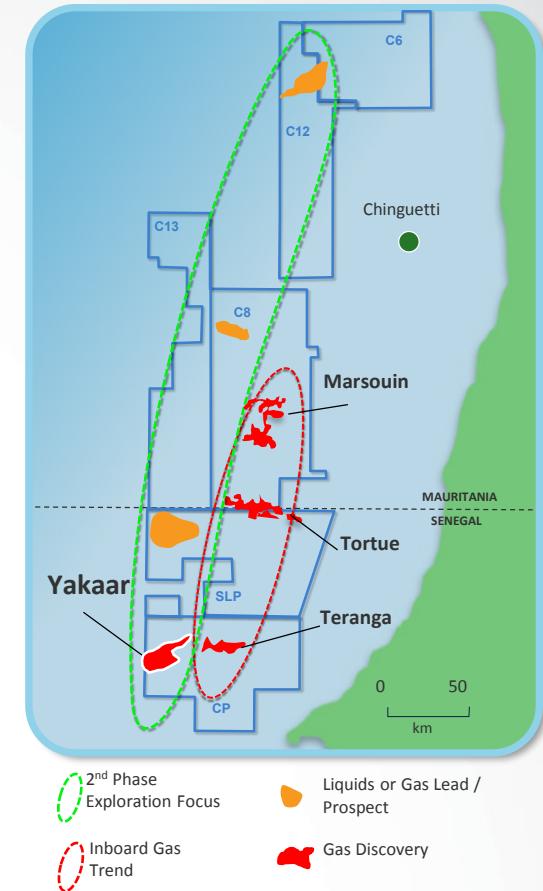 C6
C12
Chinguetti
C13
C8
Marsouin
MAURITANIA
SENEGAL
Tortue
Yakaar
SLP
Teranga
0 50
km
CP
2nd Phase
Exploration Focus
Liquids or Gas Lead /
Prospect
Inboard Gas
Trend
Gas Discovery